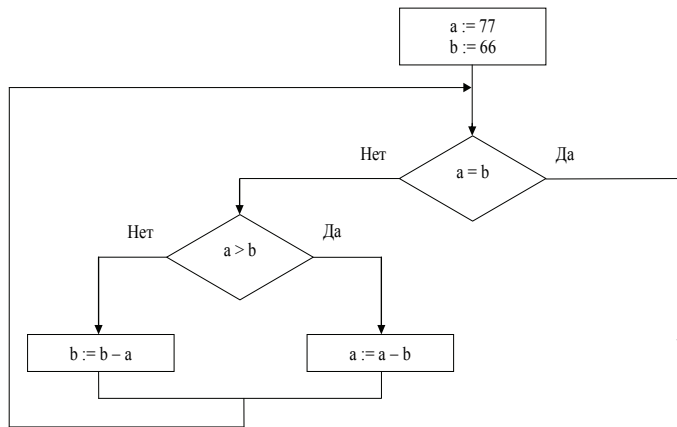 a := 77
b := 66
Нет
Да
a = b
Нет
Да
a > b
b := b – a
a := a – b